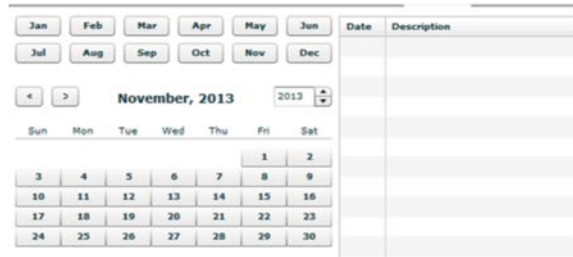 Jan Feb Mar Apr May Jun Date Description
Jul Aug Sep Oct Nov Dec
< > November, 2013 2013
Sun Mon Tue Wed Thu Fri Sat
1 2
3 4 5 6 7 8 9
10 11 12 13 14 15 16
17 18 19 20 21 22 23
24 25 26 27 28 29 30